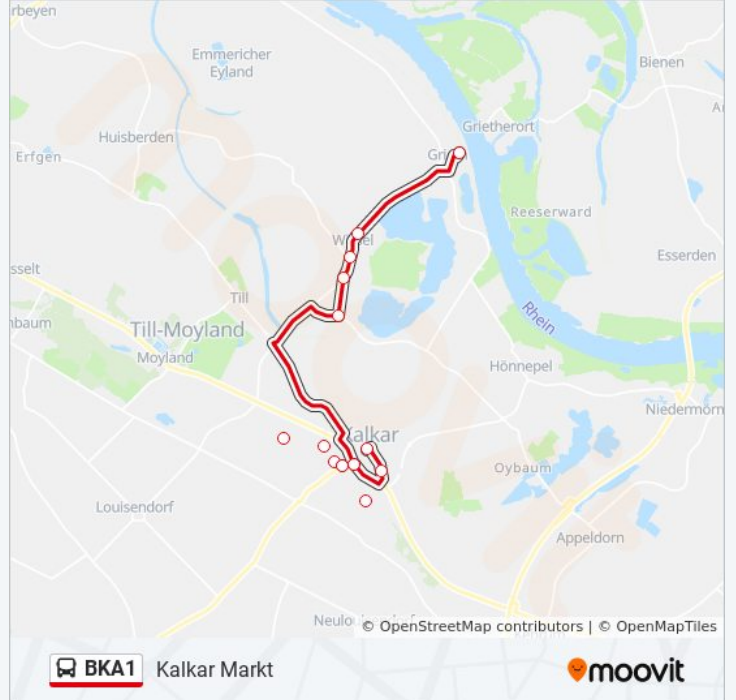 rbeyen
Emmericher
Eyland
Bienen
Grietherort
Huisberden
Erfgen
Reeserward
Esserden
Till
Rhein
Till-Moyland
Moyland
Hönnepel
Niedermörm
Kalkar
Oybaum
Louisendorf
Appeldorn
© OpenStreetMap contributors | © OpenMapTiles
BKA1 Kalkar Markt
moovit